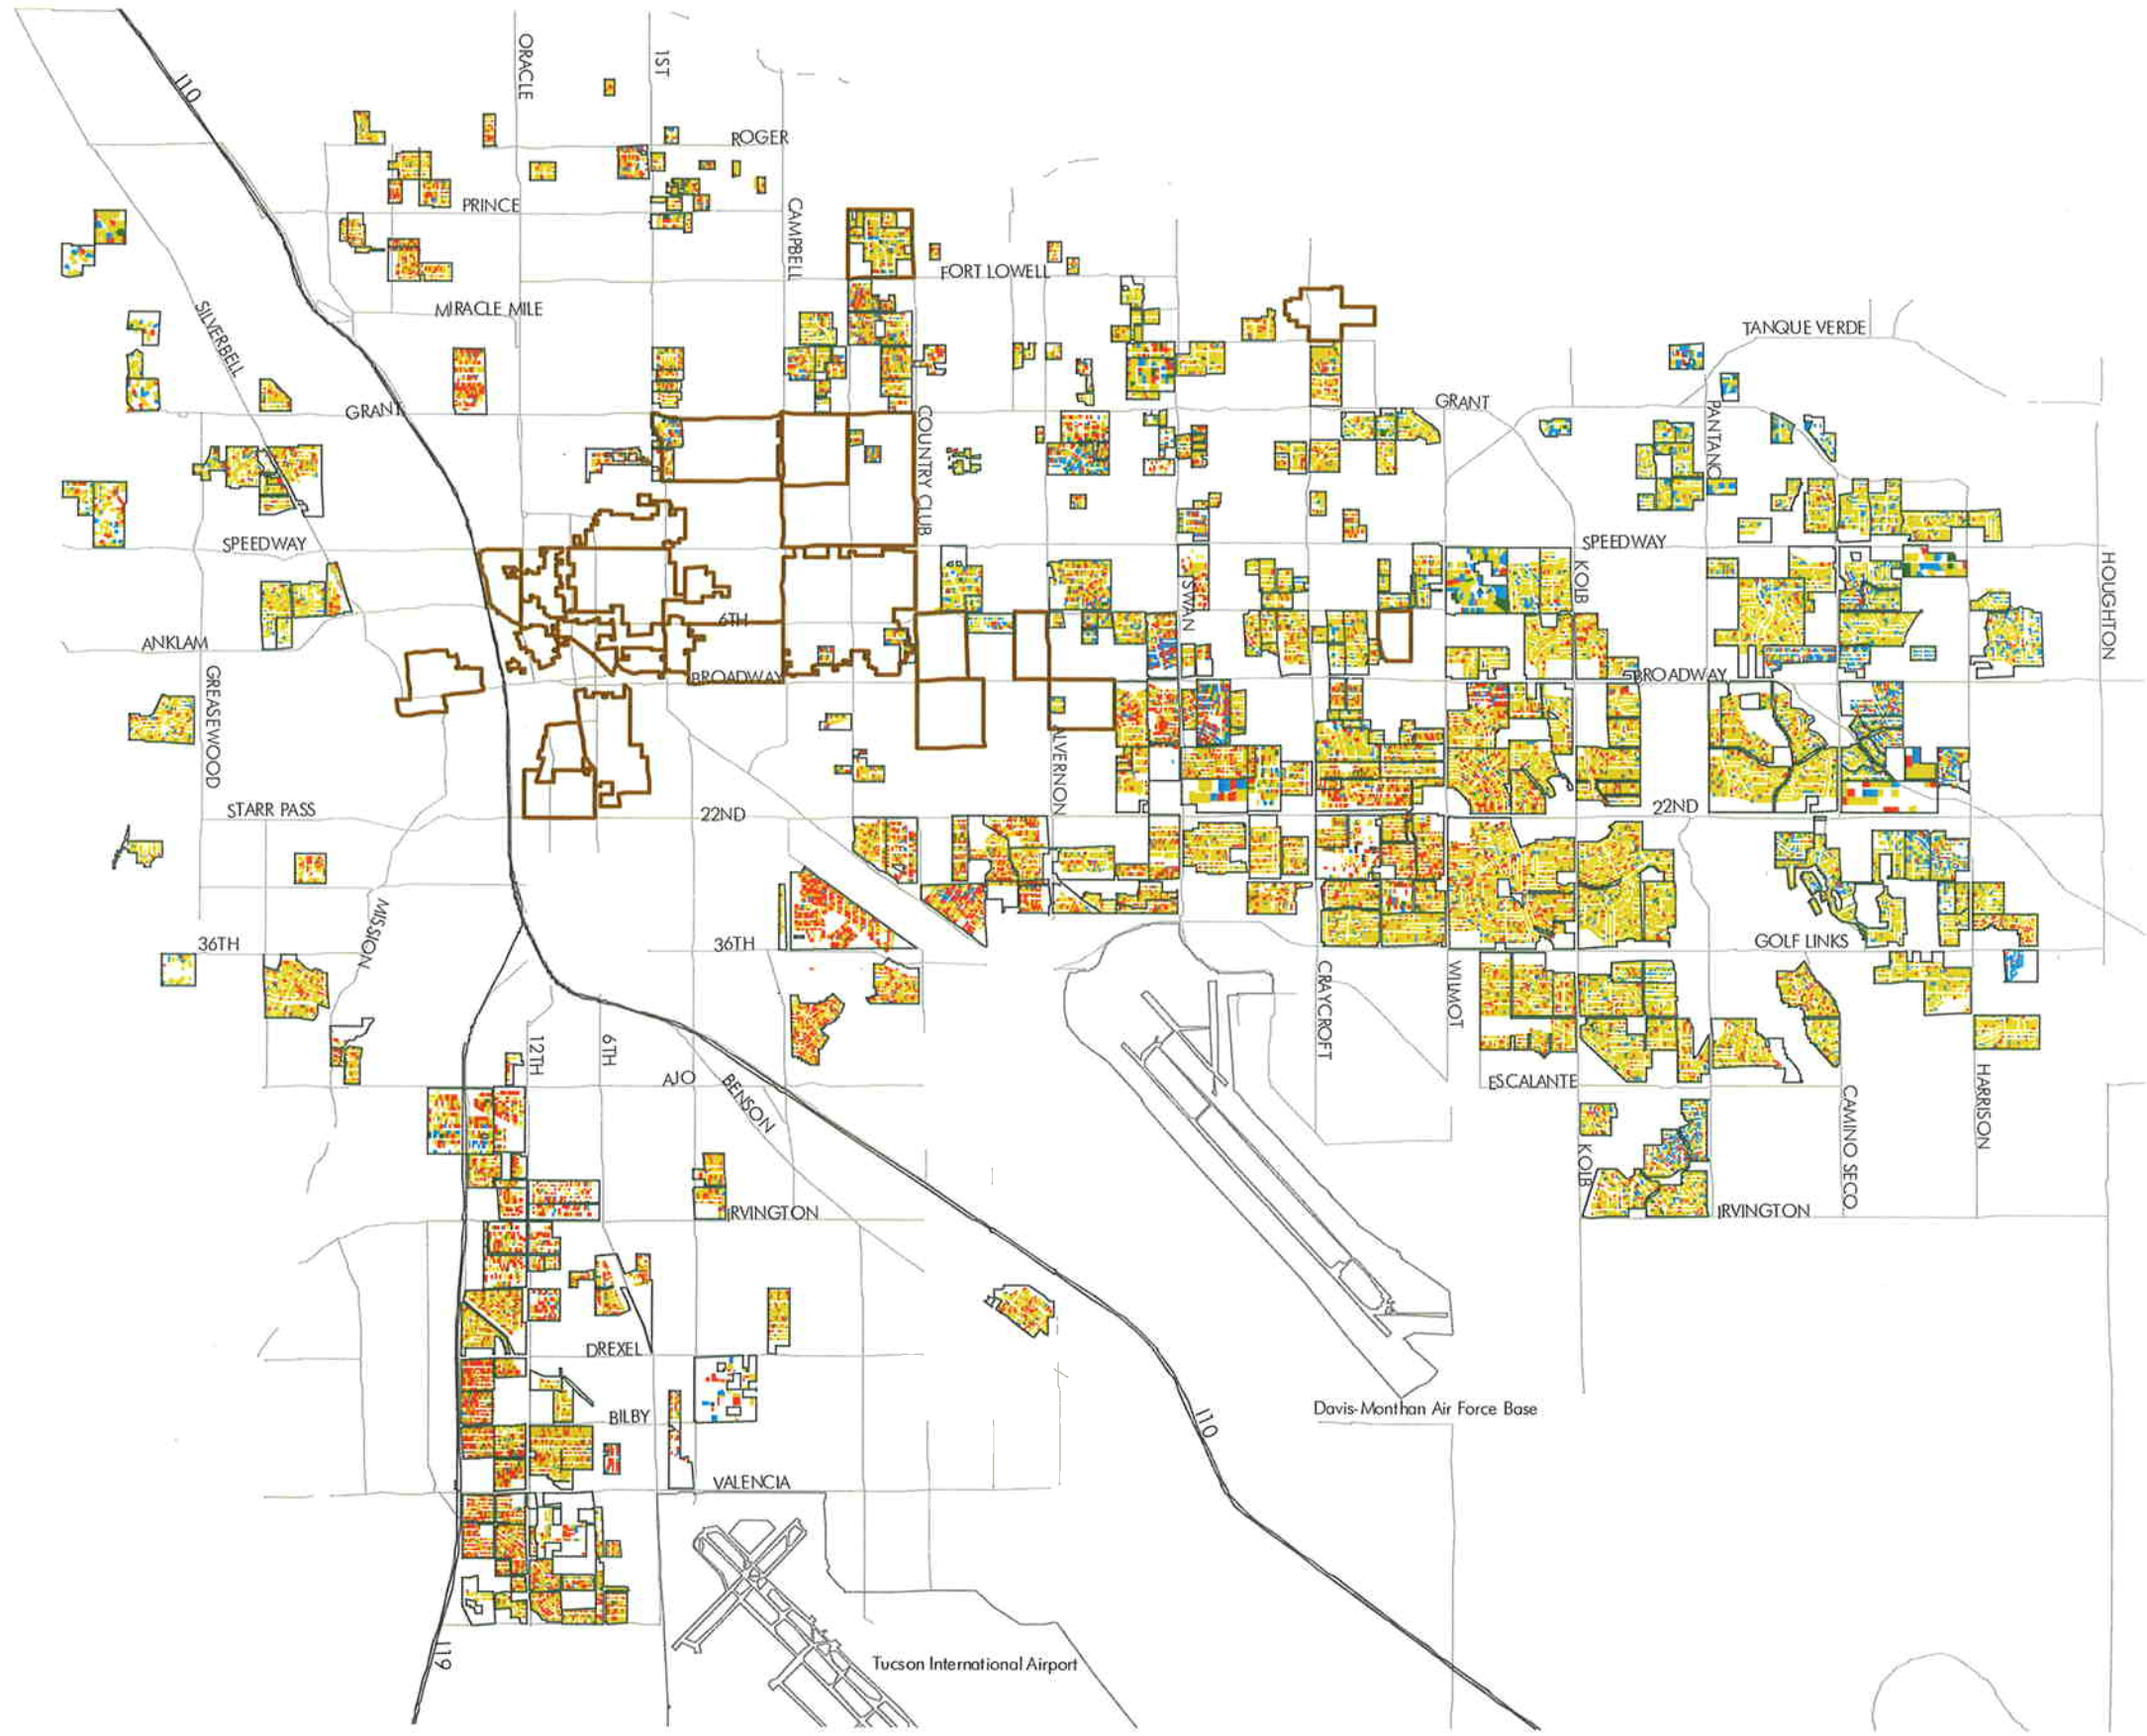 I10
ORACLE
1ST
ROGER
PRINCE
CAMPBELL
FORT LOWELL
MIRACLE MILE
SILVERBELL
TANQUE VERDE
GRANT
COUNTRY CLUB
GRANT
PANTANO
SPEEDWAY
SPEEDWAY
SWAN
KOLB
HOUGHTON
6TH
ANKLAM
BROADWAY
BROADWAY
GREASEWOOD
ALVERNON
STARR PASS
22ND
22ND
MISSION
36TH
36TH
GOLF LINKS
CRAYCROFT
WILMOT
12TH
6TH
AJO
BENSON
ESCALANTE
HARRISON
CAMINO SECO
KOLB
IRVINGTON
IRVINGTON
DREXEL
BILBY
Davis-Monthan Air Force Base
I10
VALENCIA
I19
Tucson International Airport